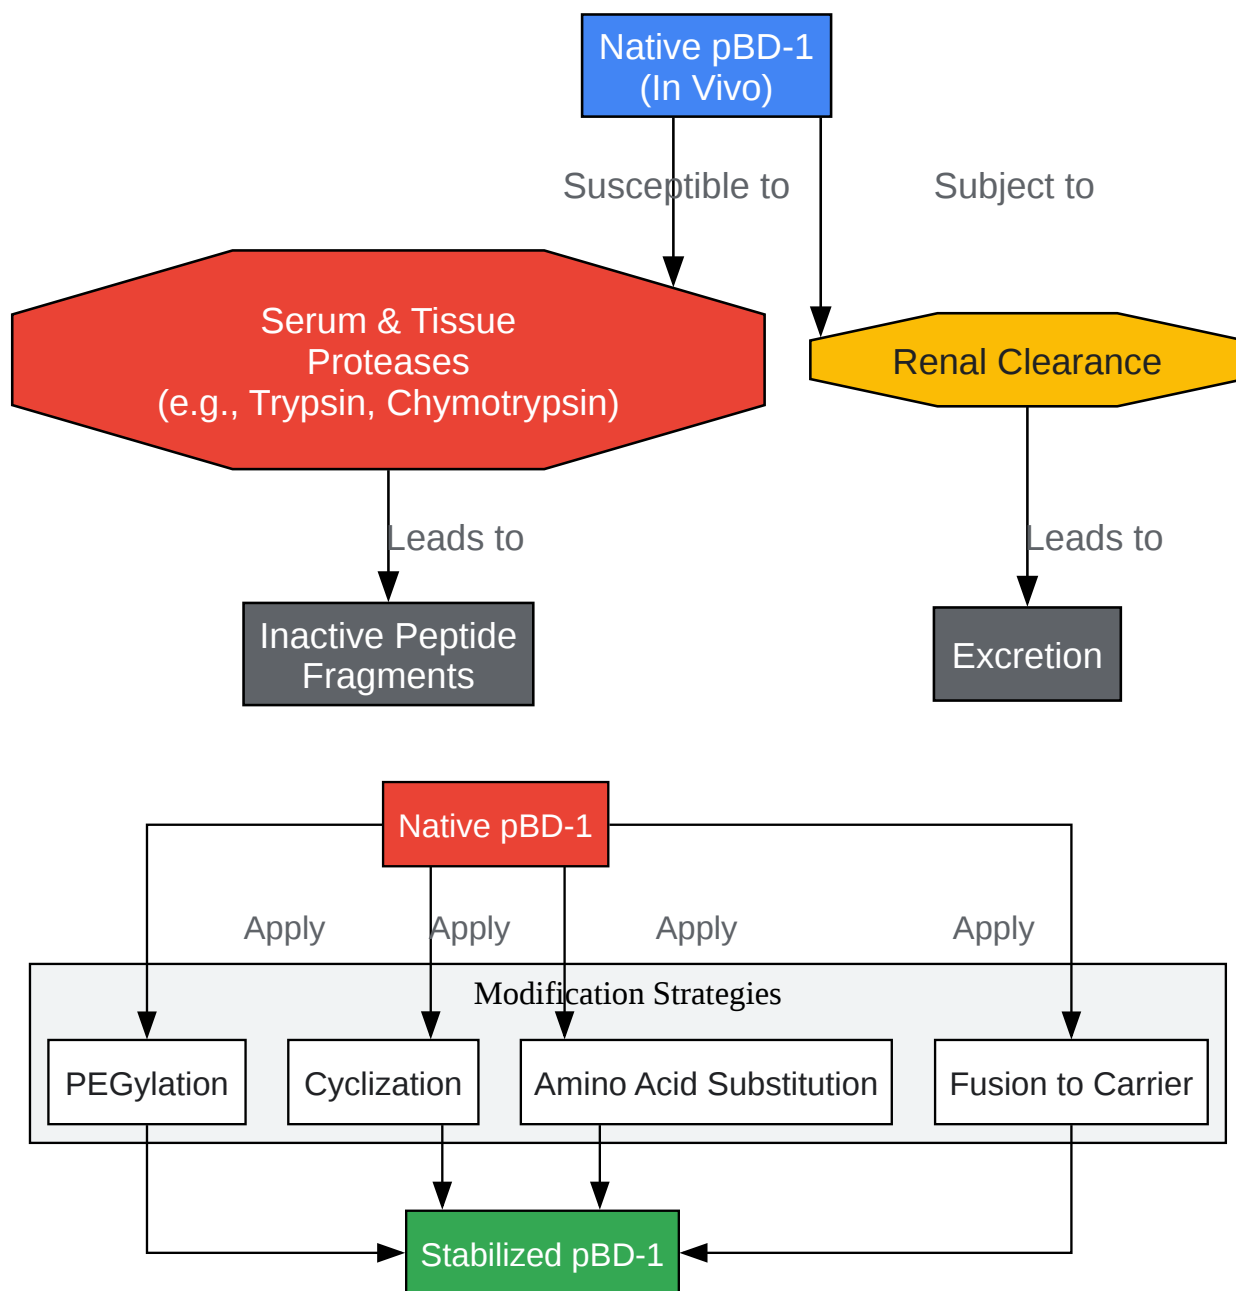 Native pBD-1
(In Vivo)
Susceptible to
Subject to
Serum & Tissue
Proteases
(e.g., Trypsin, Chymotrypsin)
Renal Clearance
Leads to
Leads to
Inactive Peptide
Fragments
Excretion
Native pBD-1
Apply
Apply
Apply
Apply
Modification Strategies
PEGylation
Cyclization
Amino Acid Substitution
Fusion to Carrier
Stabilized pBD-1